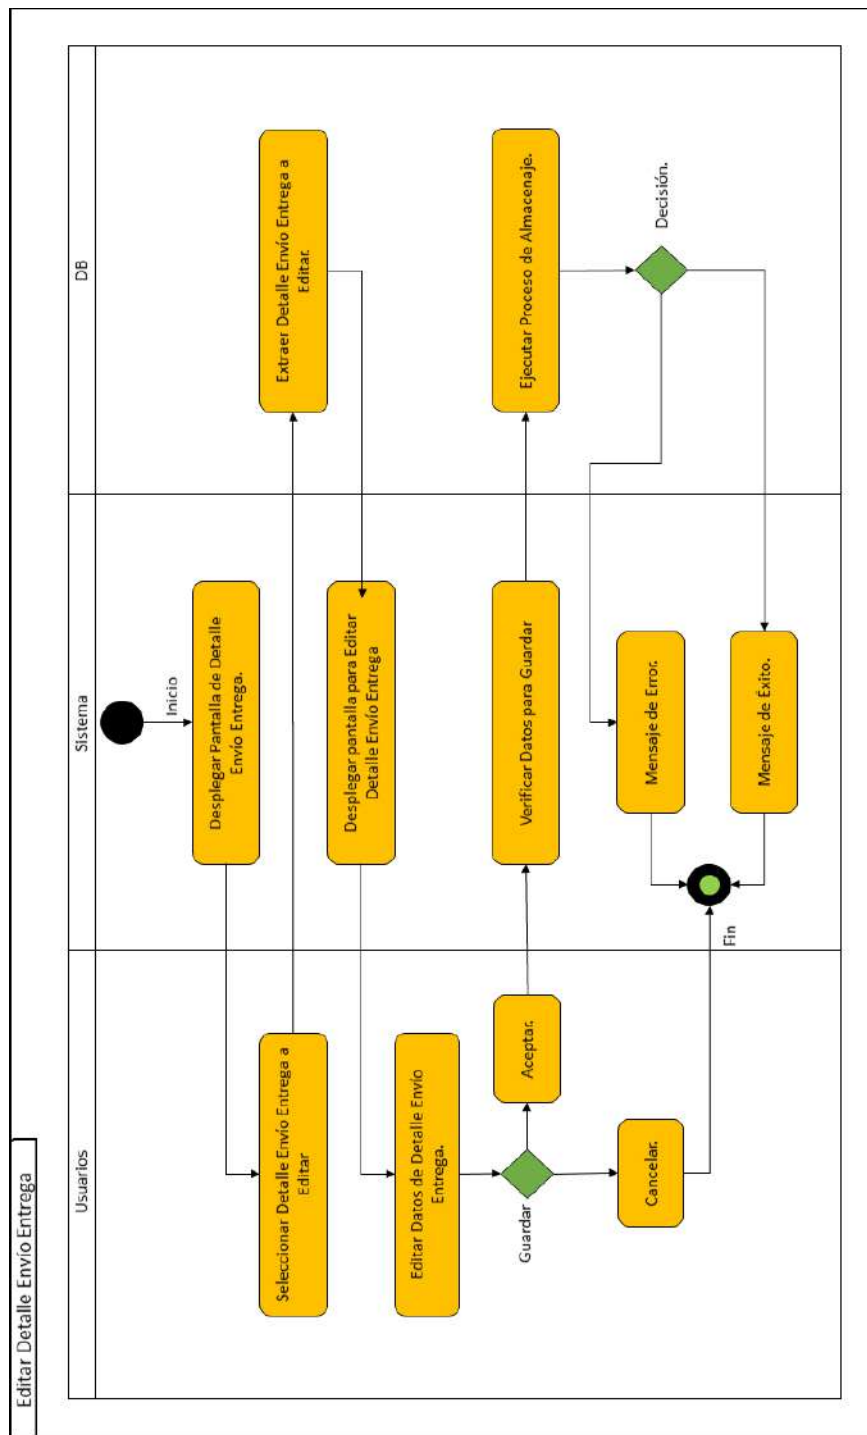 Editar Detalle Envío Entrega
Usuarios
Sistema
DB
Inicio
Desplegar Pantalla de Detalle
Envío Entrega.
Seleccionar Detalle Envío Entrega a
Editar
Extraer Detalle Envío Entrega a
Editar.
Desplegar pantalla para Editar
Detalle Envío Entrega
Editar Datos de Detalle Envío
Entrega.
Guardar
Aceptar.
Verificar Datos para Guardar
Ejecutar Proceso de Almacenaje.
Decisión.
Cancelar.
Mensaje de Error.
Mensaje de Éxito.
Fin